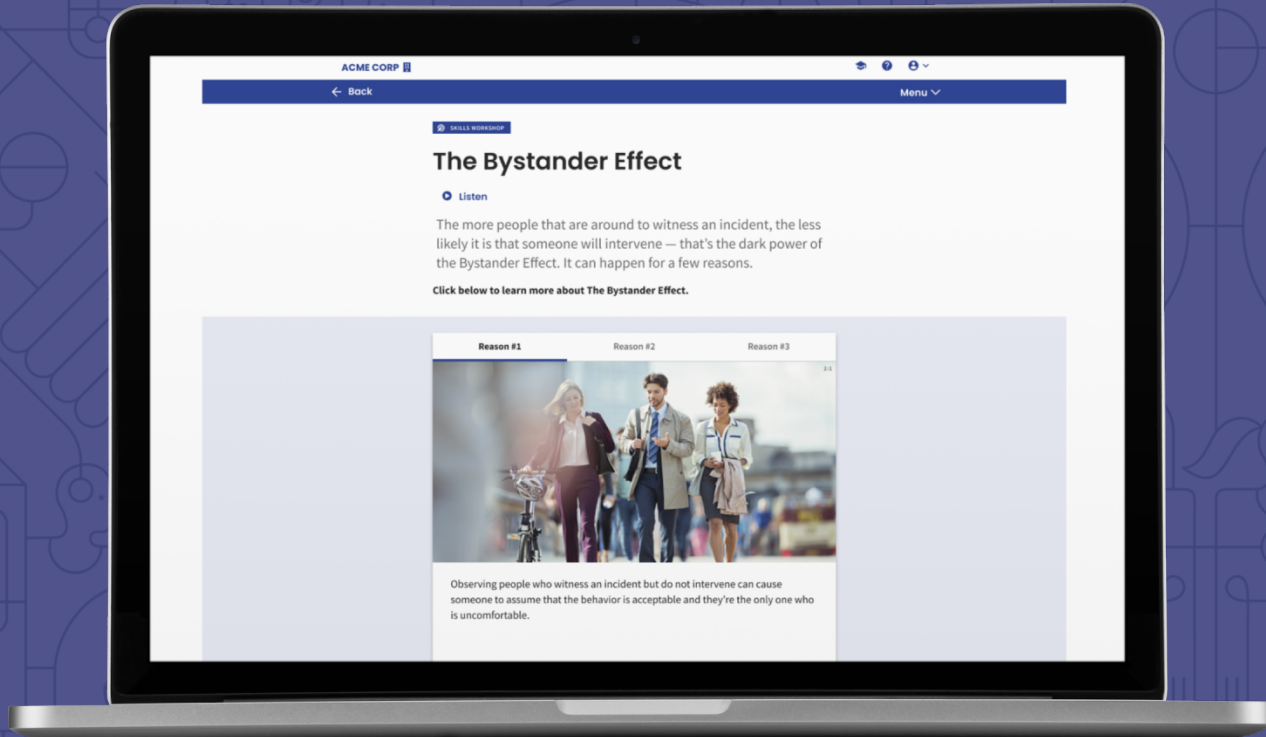 ACME CORP
Back
Menu
SKILLS WORKSHOP
The Bystander Effect
Listen
The more people that are around to witness an incident, the less
likely it is that someone will intervene — that's the dark power of
the Bystander Effect. It can happen for a few reasons.
Click below to learn more about The Bystander Effect.
Reason #1
Reason #2
Reason #3
Observing people who witness an incident but do not intervene can cause
someone to assume that the behavior is acceptable and they're the only one who
is uncomfortable.